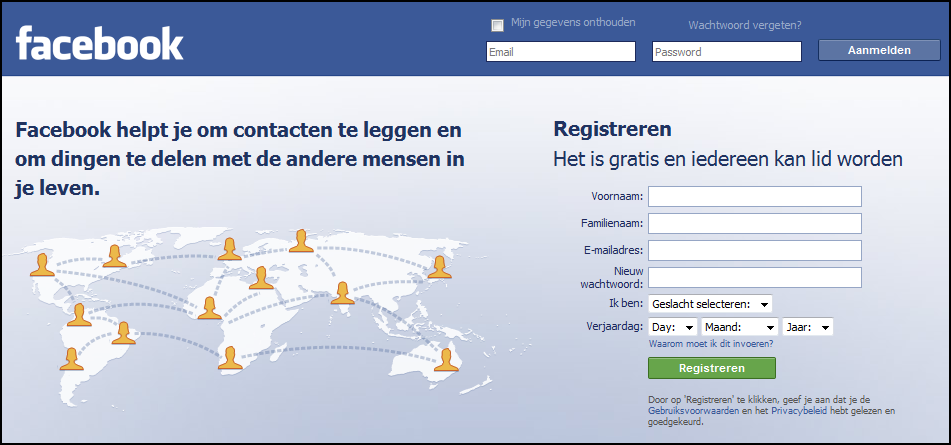 facebook
Mijn gegevens onthouden
Wachtwoord vergeten?
Email
Password
Aanmelden
Facebook helpt je om contacten te leggen en
om dingen te delen met de andere mensen in
je leven.
Registreren
Het is gratis en iedereen kan lid worden
Voornaam:
Familienaam:
E-mailadres:
Nieuw
wachtwoord:
Ik ben: Geslacht selecteren:
Verjaardag: Day: Maand: Jaar:
Waarom moet ik dit invoeren?
Registreren
Door op 'Registreren' te klikken, geef je aan dat je de
Gebruiksvoorwaarden en het Privacybeleid hebt gelezen en
goedgekeurd.